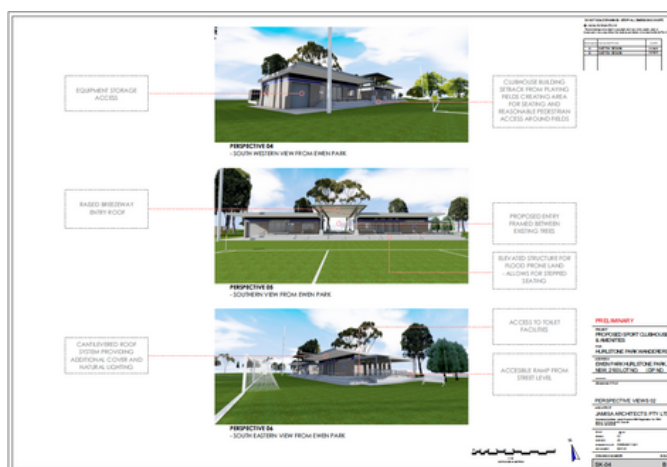 EQUIPMENT STORAGE
ACCESS
CLUBHOUSE BUILDING
SETBACK FROM PLAYING
FIELDS CREATING AREA
FOR SEATING AND
REASONABLE PEDESTRIAN
ACCESS AROUND FIELDS
PERSPECTIVE 04
- SOUTH WESTERN VIEW FROM EWEN PARK
RAISED BREEZEWAY
ENTRY ROOF
PROPOSED ENTRY
FRAMED BETWEEN
EXISTING TREES
ELEVATED STRUCTURE FOR
FLOOD PRONE LAND
- ALLOWS FOR STEPPED
SEATING
PERSPECTIVE 05
- SOUTHERN VIEW FROM EWEN PARK
CANTILEVERED ROOF
SYSTEM PROVIDING
ADDITIONAL COVER AND
NATURAL LIGHTING
ACCESS TO TOILET
FACILITIES
ACCESSIBLE RAMP FROM
STREET LEVEL
PERSPECTIVE 06
- SOUTH EASTERN VIEW FROM EWEN PARK
PRELIMINARY
PROPOSED SPORT CLUBHOUSE
& AMENITIES
HURLSTONE PARK WANDERERS
EWEN PARK HURLSTONE PARK,
PERSPECTIVE VIEWS 02
JAMISA ARCHITECTS PTY LTD
SK-04